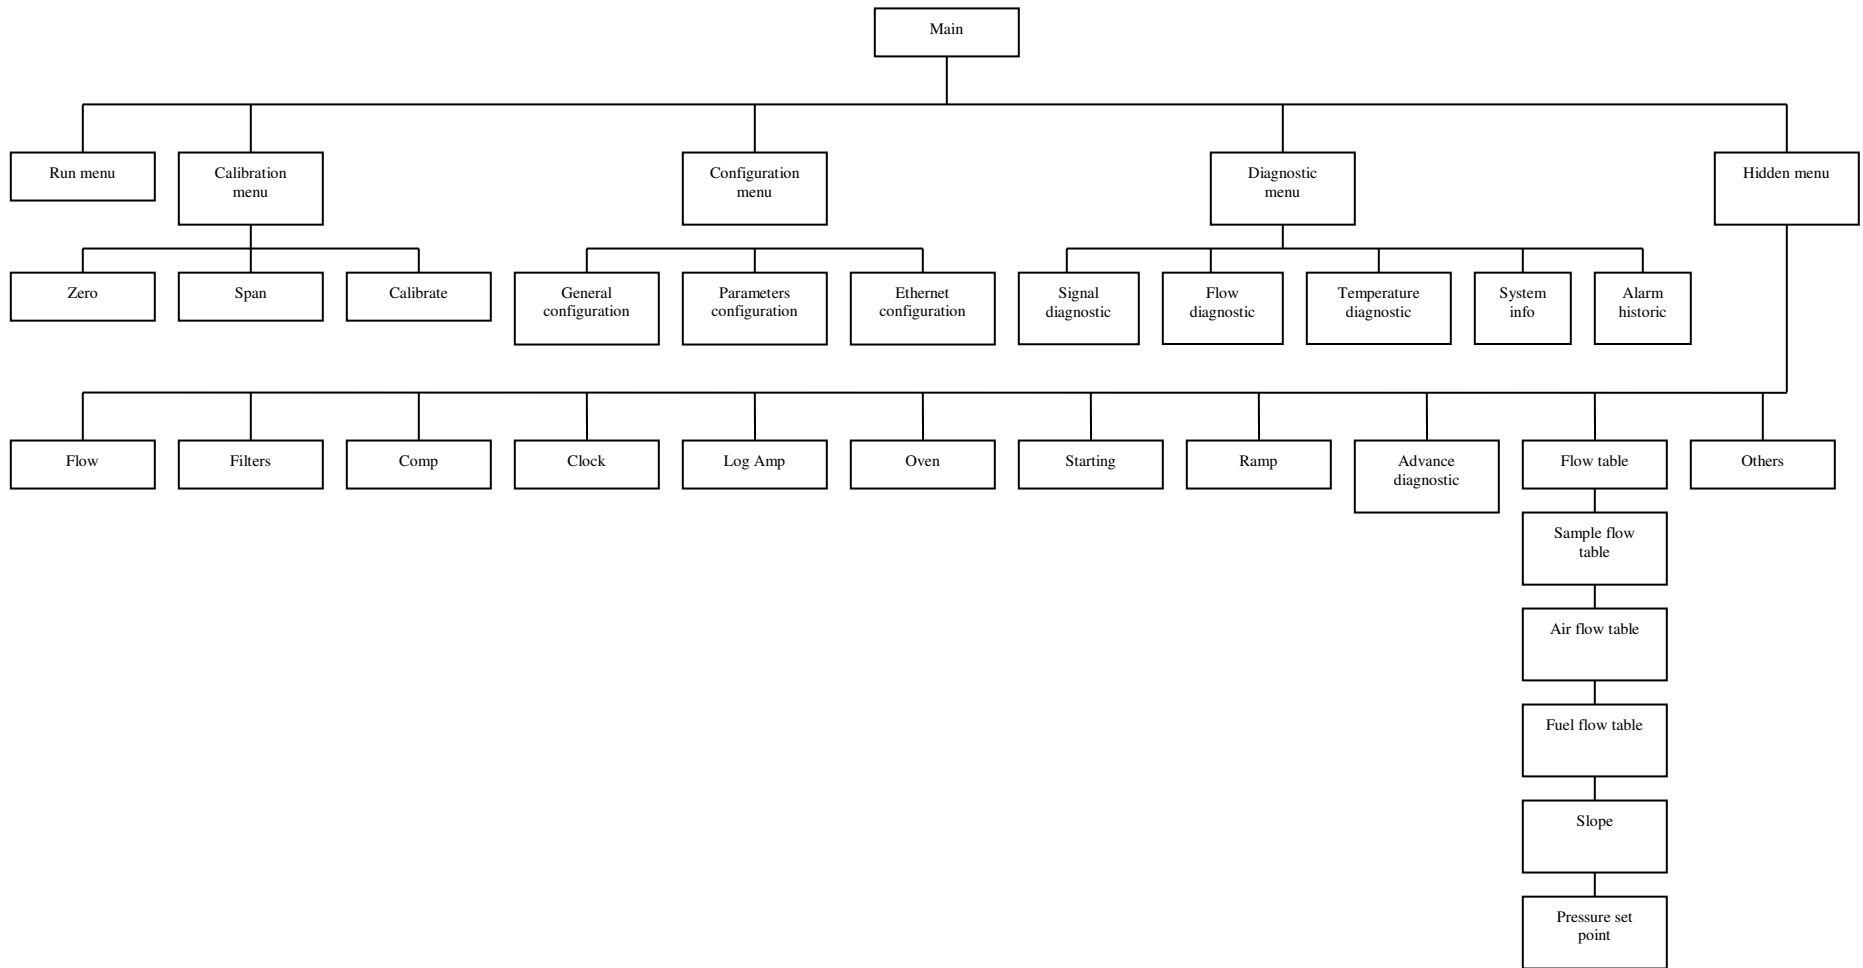 Main
Run menu
Calibration
menu
Configuration
menu
Diagnostic
menu
Hidden menu
Zero
Span
Calibrate
General
configuration
Parameters
configuration
Ethernet
configuration
Signal
diagnostic
Flow
diagnostic
Temperature
diagnostic
System
info
Alarm
historic
Flow
Filters
Comp
Clock
Log Amp
Oven
Starting
Ramp
Advance
diagnostic
Flow table
Others
Sample flow
table
Air flow table
Fuel flow table
Slope
Pressure set
point